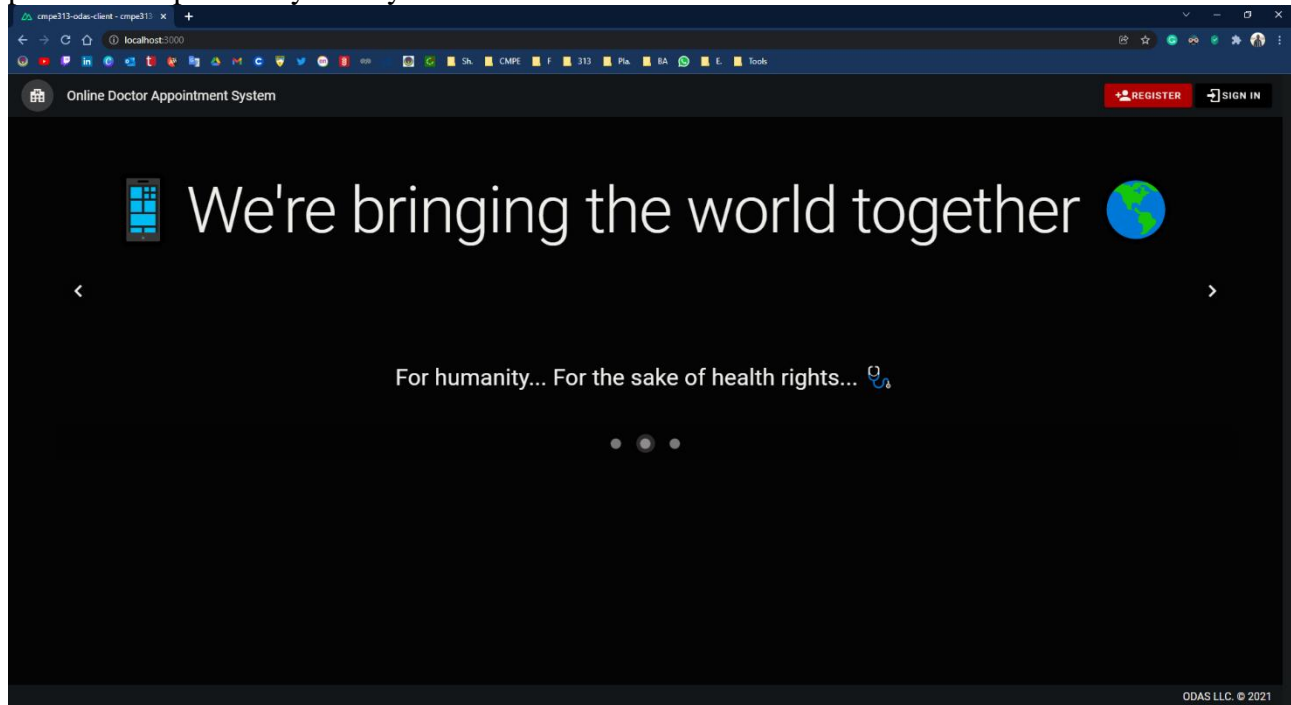 cmpe313-odas-client - cmpe313
localhost:3000
Sh. CMPE F 313 Pla. BA E. Tools
Online Doctor Appointment System
REGISTER SIGN IN
We're bringing the world together
For humanity... For the sake of health rights...
ODAS LLC. © 2021